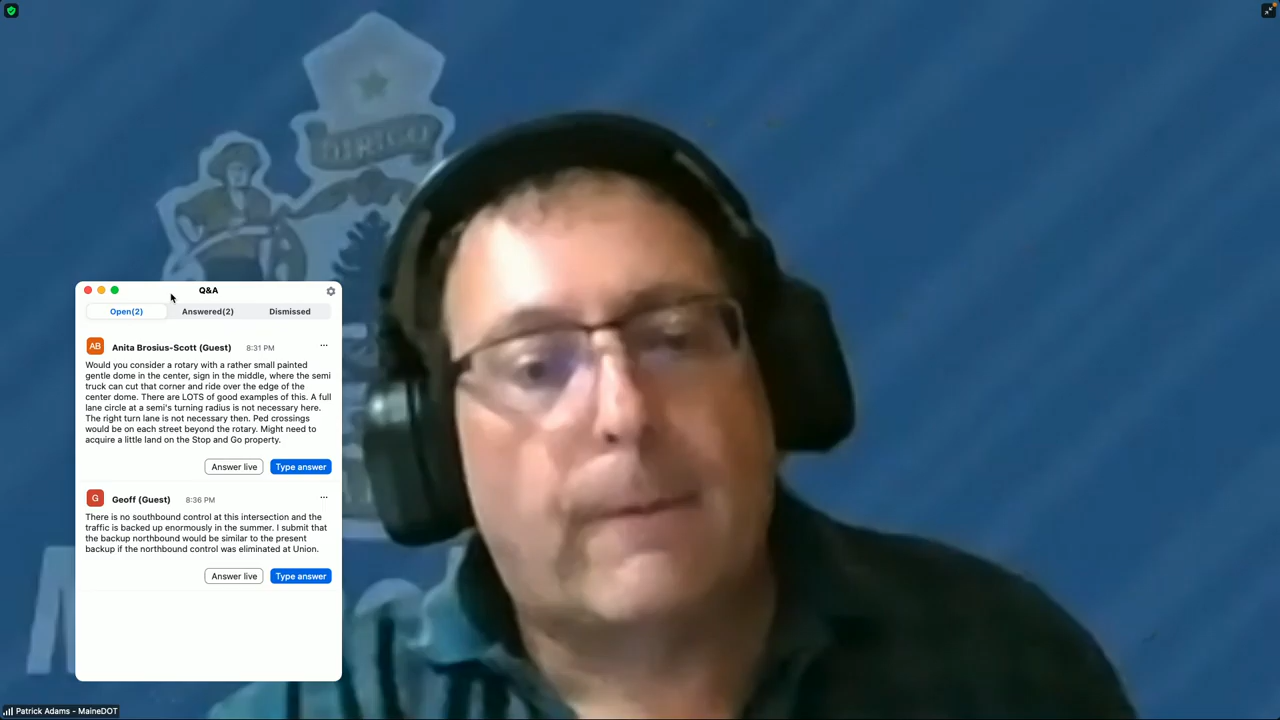 DIRIGO
Q&A
Open(2)
Answered(2)
Dismissed
AB
Anita Brosius-Scott (Guest)
8:31 PM
Would you consider a rotary with a rather small painted
gentle dome in the center, sign in the middle, where the semi
truck can cut that corner and ride over the edge of the
center dome. There are LOTS of good examples of this. A full
lane circle at a semi's turning radius is not necessary here.
The right turn lane is not necessary then. Ped crossings
would be on each street beyond the rotary. Might need to
acquire a little land on the Stop and Go property.
Answer live
Type answer
G
Geoff (Guest)
8:36 PM
There is no southbound control at this intersection and the
traffic is backed up enormously in the summer. I submit that
the backup northbound would be similar to the present
backup if the northbound control was eliminated at Union.
Answer live
Type answer
Patrick Adams - MaineDOT